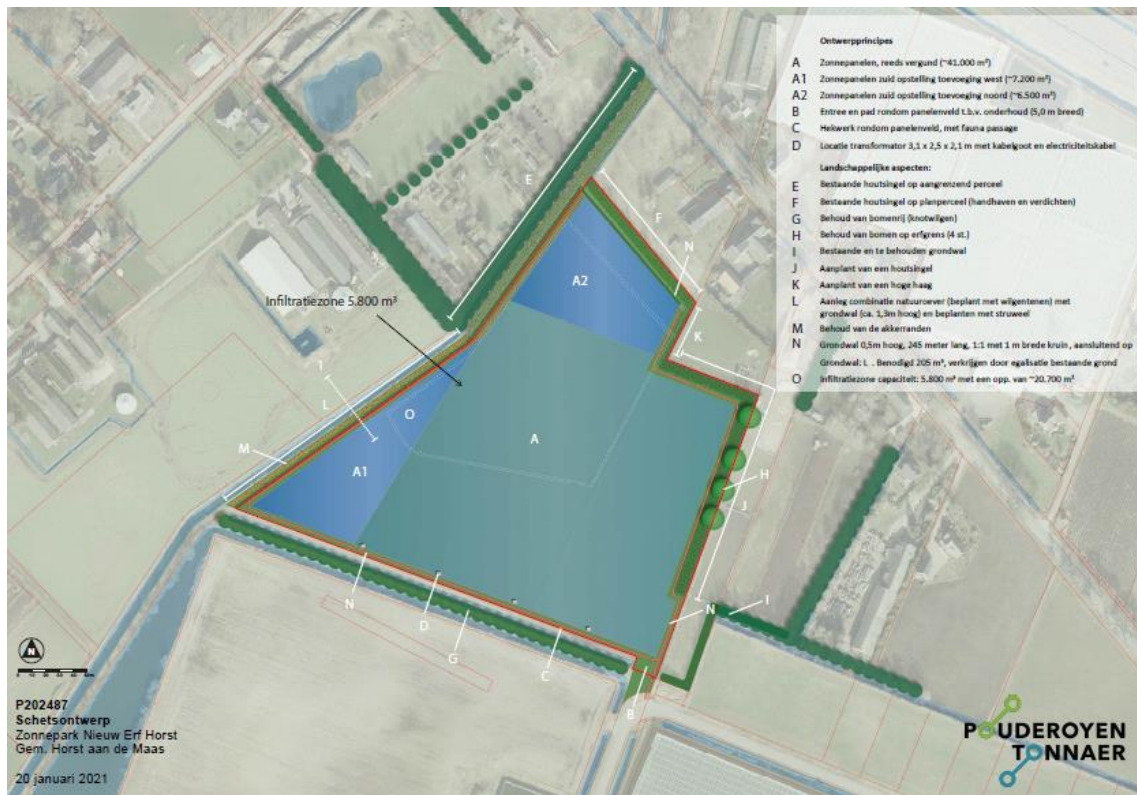 Ontwerpprincipes
A Zonnepanelen, reeds vergund (~41.000 m²)
A1 Zonnepanelen zuid opstelling toevoeging west (~7.200 m²)
A2 Zonnepanelen zuid opstelling toevoeging noord (~6.500 m²)
B Entree en pad rondom panelenveld t.b.v. onderhoud (5,0 m breed)
C Hekwerk rondom panelenveld, met fauna passage
D Locatie transformator 3,1 x 2,5 x 2,1 m met kabelgoot en electriciteitskabel
Landschappelijke aspecten:
E Bestaande houtsingel op aangrenzend perceel
F Bestaande houtsingel op planperceel (handhaven en verdichten)
G Behoud van bomenrij (knotwilgen)
H Behoud van bomen op erfgrens (4 st.)
I Bestaande en te behouden grondwal
J Aanplant van een houtsingel
K Aanplant van een hoge haag
L Aanleg combinatie natuuroever (beplant met wilgentenen) met
grondwal (ca. 1,3m hoog) en beplanten met struweel
M Behoud van de akkerranden
N Grondwal 0,5m hoog, 245 meter lang, 1:1 met 1 m brede kruin, aansluitend op
Grondwal: L . Benodigd 205 m³, verkrijgen door egalisatie bestaande grond
O Infiltratiezone capaciteit: 5.800 m³ met een opp. van ~20.700 m²
E
F
N
A2
Infiltratiezone 5.800 m³
K
I
L
O
A
M
A1
H
J
N
D
G
C
N
I
B
N
P202487
Schetsontwerp
Zonnepark Nieuw Erf Horst
Gem. Horst aan de Maas
20 januari 2021
POUDEROYEN
TONNAER